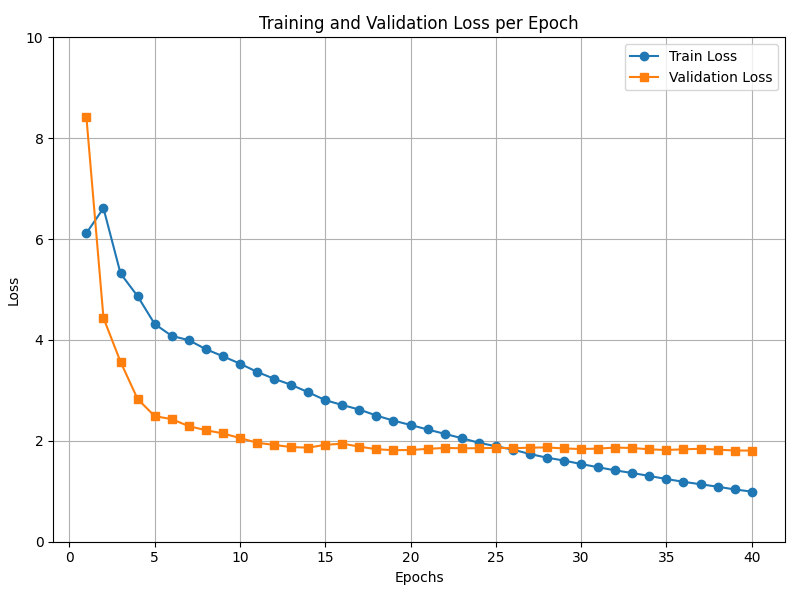 Training and Validation Loss per Epoch
Train Loss
Validation Loss
Loss
10
8
6
4
2
0
0 5 10 15 20 25 30 35 40
Epochs